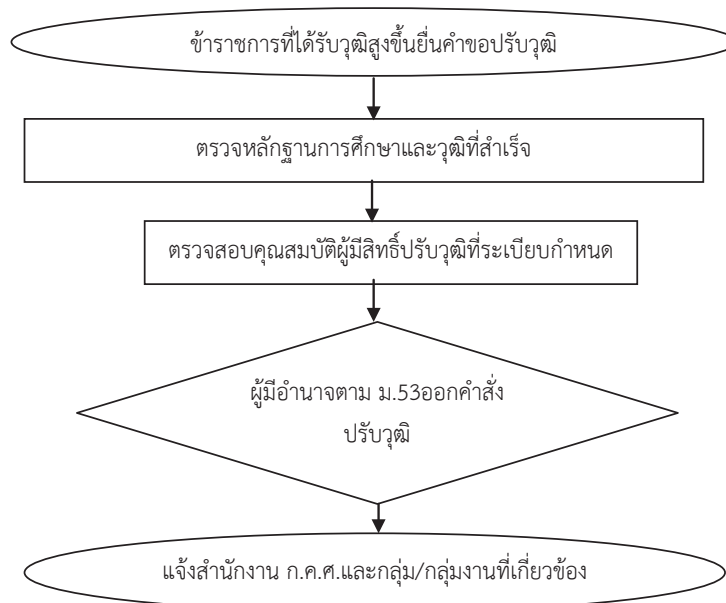 ข้าราชการที่ได้รับวุฒิสูงขึ้นยื่นคำขอปรับวุฒิ
ตรวจหลักฐานการศึกษาและวุฒิที่สำเร็จ
ตรวจสอบคุณสมบัติผู้มีสิทธิ์ปรับวุฒิที่ระเบียบกำหนด
ผู้มีอำนาจตาม ม.53ออกคำสั่ง
ปรับวุฒิ
แจ้งสำนักงาน ก.ค.ศ.และกลุ่ม/กลุ่มงานที่เกี่ยวข้อง